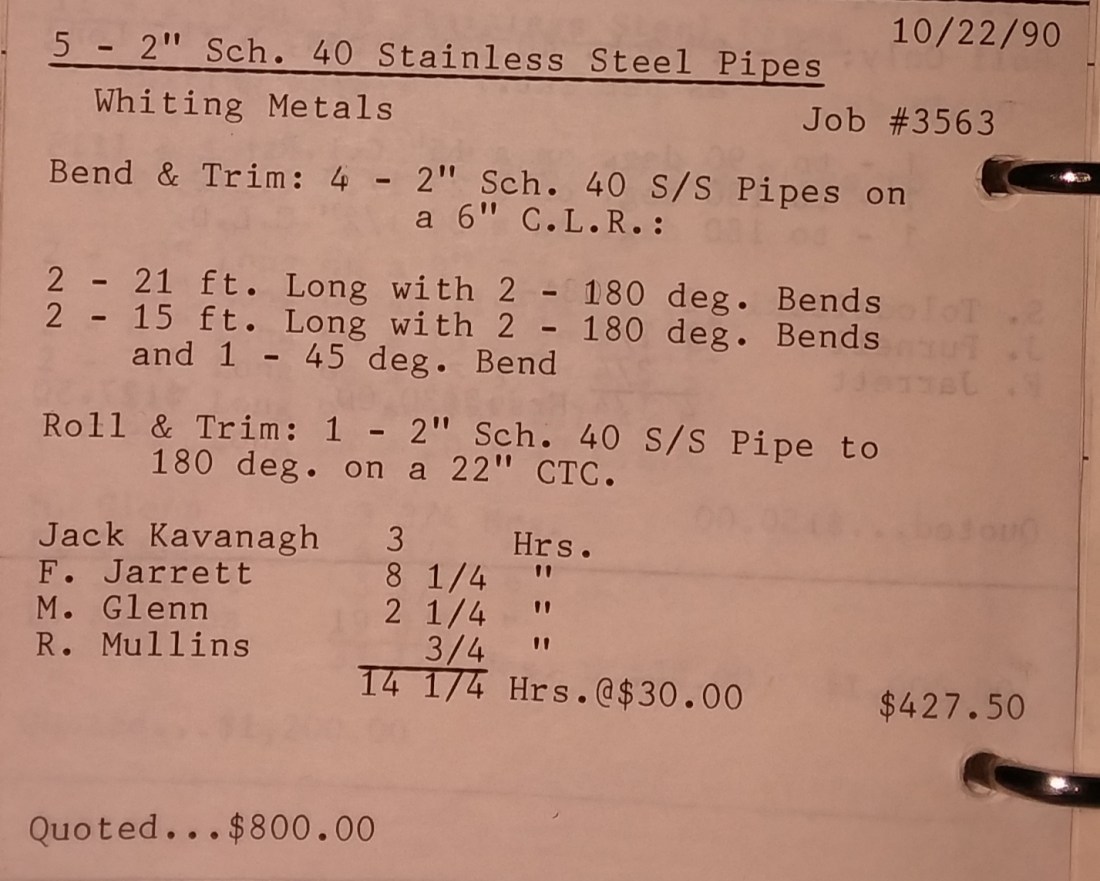 10/22/90
5 - 2" Sch. 40 Stainless Steel Pipes
Whiting Metals Job #3563
Bend & Trim: 4 - 2" Sch. 40 S/S Pipes on
a 6" C.L.R.:
2 - 21 ft. Long with 2 - 180 deg. Bends
2 - 15 ft. Long with 2 - 180 deg. Bends
and 1 - 45 deg. Bend
Roll & Trim: 1 - 2" Sch. 40 S/S Pipe to
180 deg. on a 22" CTC.
Jack Kavanagh 3 Hrs.
F. Jarrett 8 1/4 "
M. Glenn 2 1/4 "
R. Mullins 3/4 "
14 1/4 Hrs.@$30.00 $427.50
Quoted...$800.00